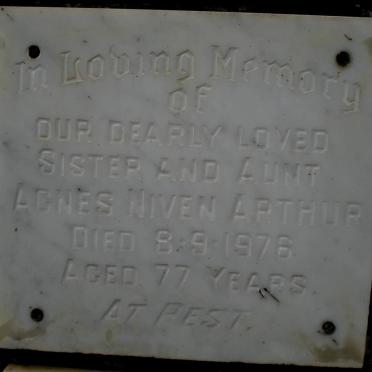 In Loving Memory
of
OUR DEARLY LOVED
SISTER AND AUNT
AGNES NIVEN ARTHUR
DIED 8·9·1976
AGED 77 YEARS
AT REST.